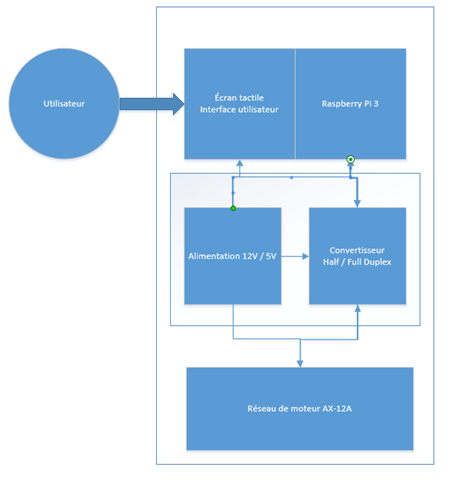 Utilisateur
Écran tactile
Interface utilisateur
Raspberry Pi 3
Alimentation 12V / 5V
Convertisseur
Half / Full Duplex
Réseau de moteur AX-12A